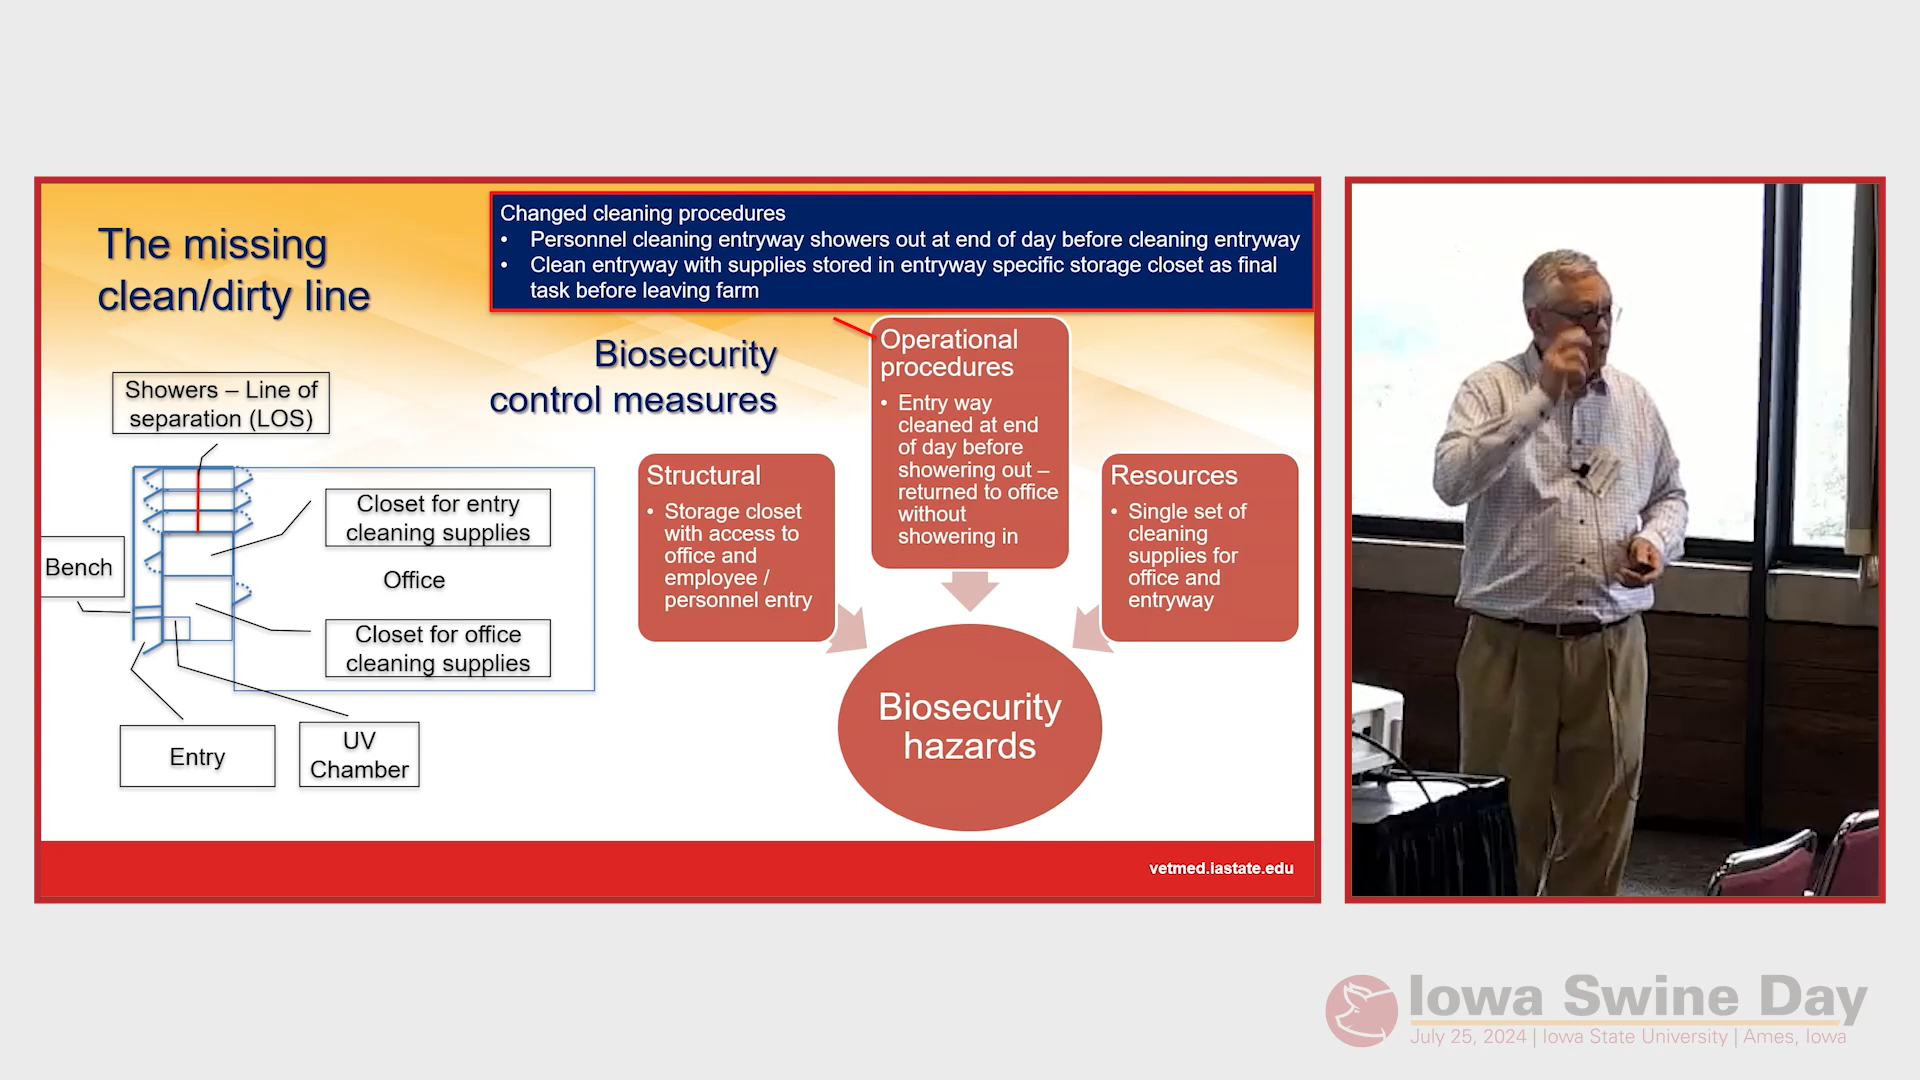 The missing
clean/dirty line
Changed cleaning procedures
• Personnel cleaning entryway showers out at end of day before cleaning entryway
• Clean entryway with supplies stored in entryway specific storage closet as final
task before leaving farm
Biosecurity
control measures
Showers – Line of
separation (LOS)
Closet for entry
cleaning supplies
Bench
Office
Closet for office
cleaning supplies
Entry
UV
Chamber
Structural
• Storage closet
with access to
office and
employee /
personnel entry
Operational
procedures
• Entry way
cleaned at end
of day before
showering out –
returned to office
without
showering in
Resources
• Single set of
cleaning
supplies for
office and
entryway
Biosecurity
hazards
vetmed.iastate.edu
Iowa Swine Day
July 25, 2024 | Iowa State University | Ames, Iowa